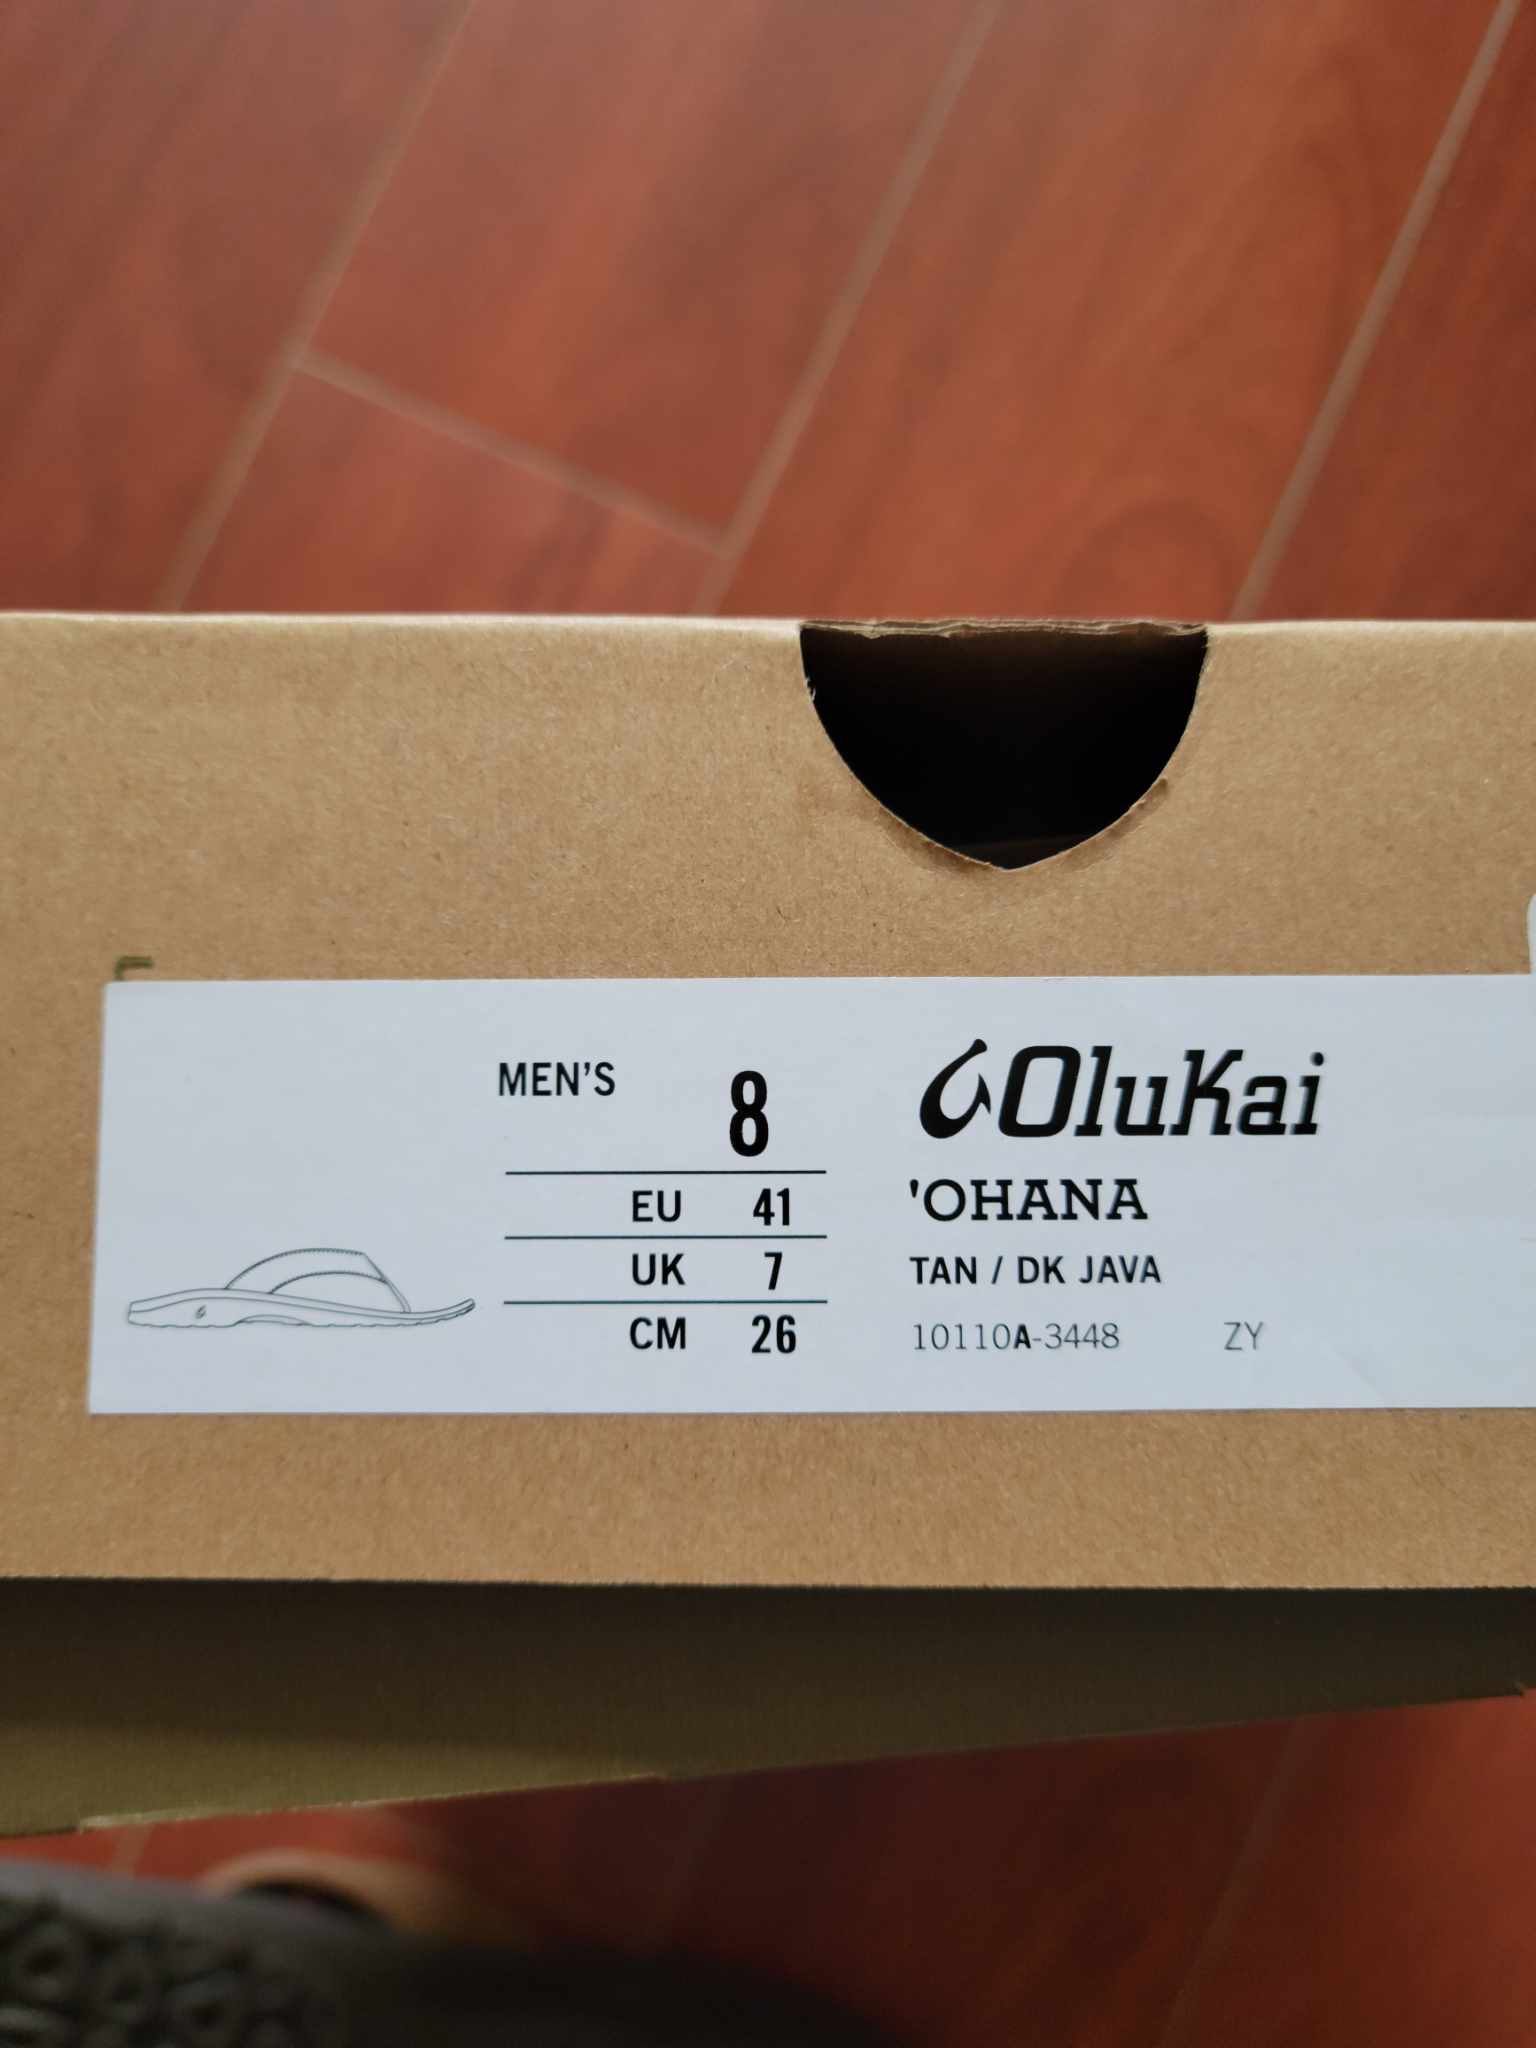 MEN'S 8
EU 41
UK 7
CM 26
OluKai
'OHANA
TAN / DK JAVA
10110A-3448 ZY